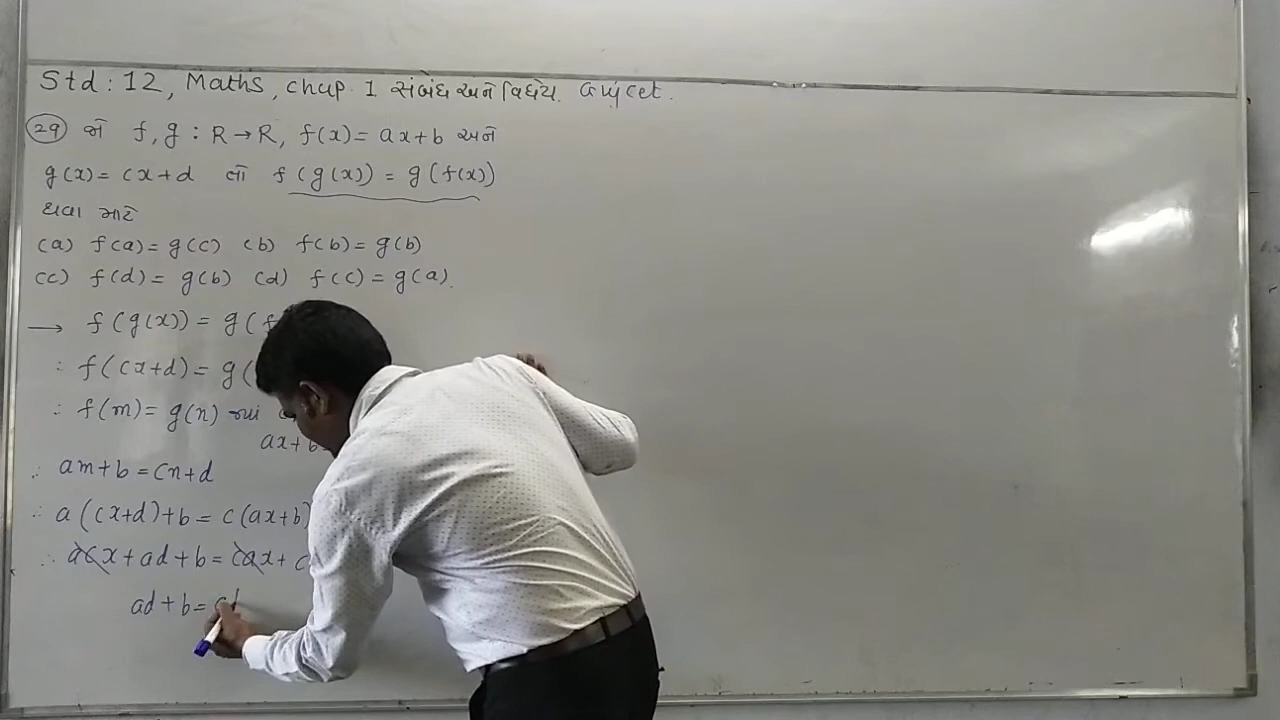 Std : 12, Maths, chap 1 સંબંધ અને વિધેય. Gujcet.
29 જો f, g : R → R, f(x) = ax + b અને
g(x) = cx + d તો f (g(x)) = g (f(x))
થવા માટે
(a) f(a) = g(c) (b) f(b) = g(b)
(c) f(d) = g(b) (d) f(c) = g(a).
→ f(g(x)) = g(f
∴ f(cx+d) = g(
∴ f(m) = g(n) જ્યાં
ax+b
∴ am+b = cn+d
∴ a(cx+d)+b = c(ax+b)
∴ acx + ad + b = cax + c
ad + b =